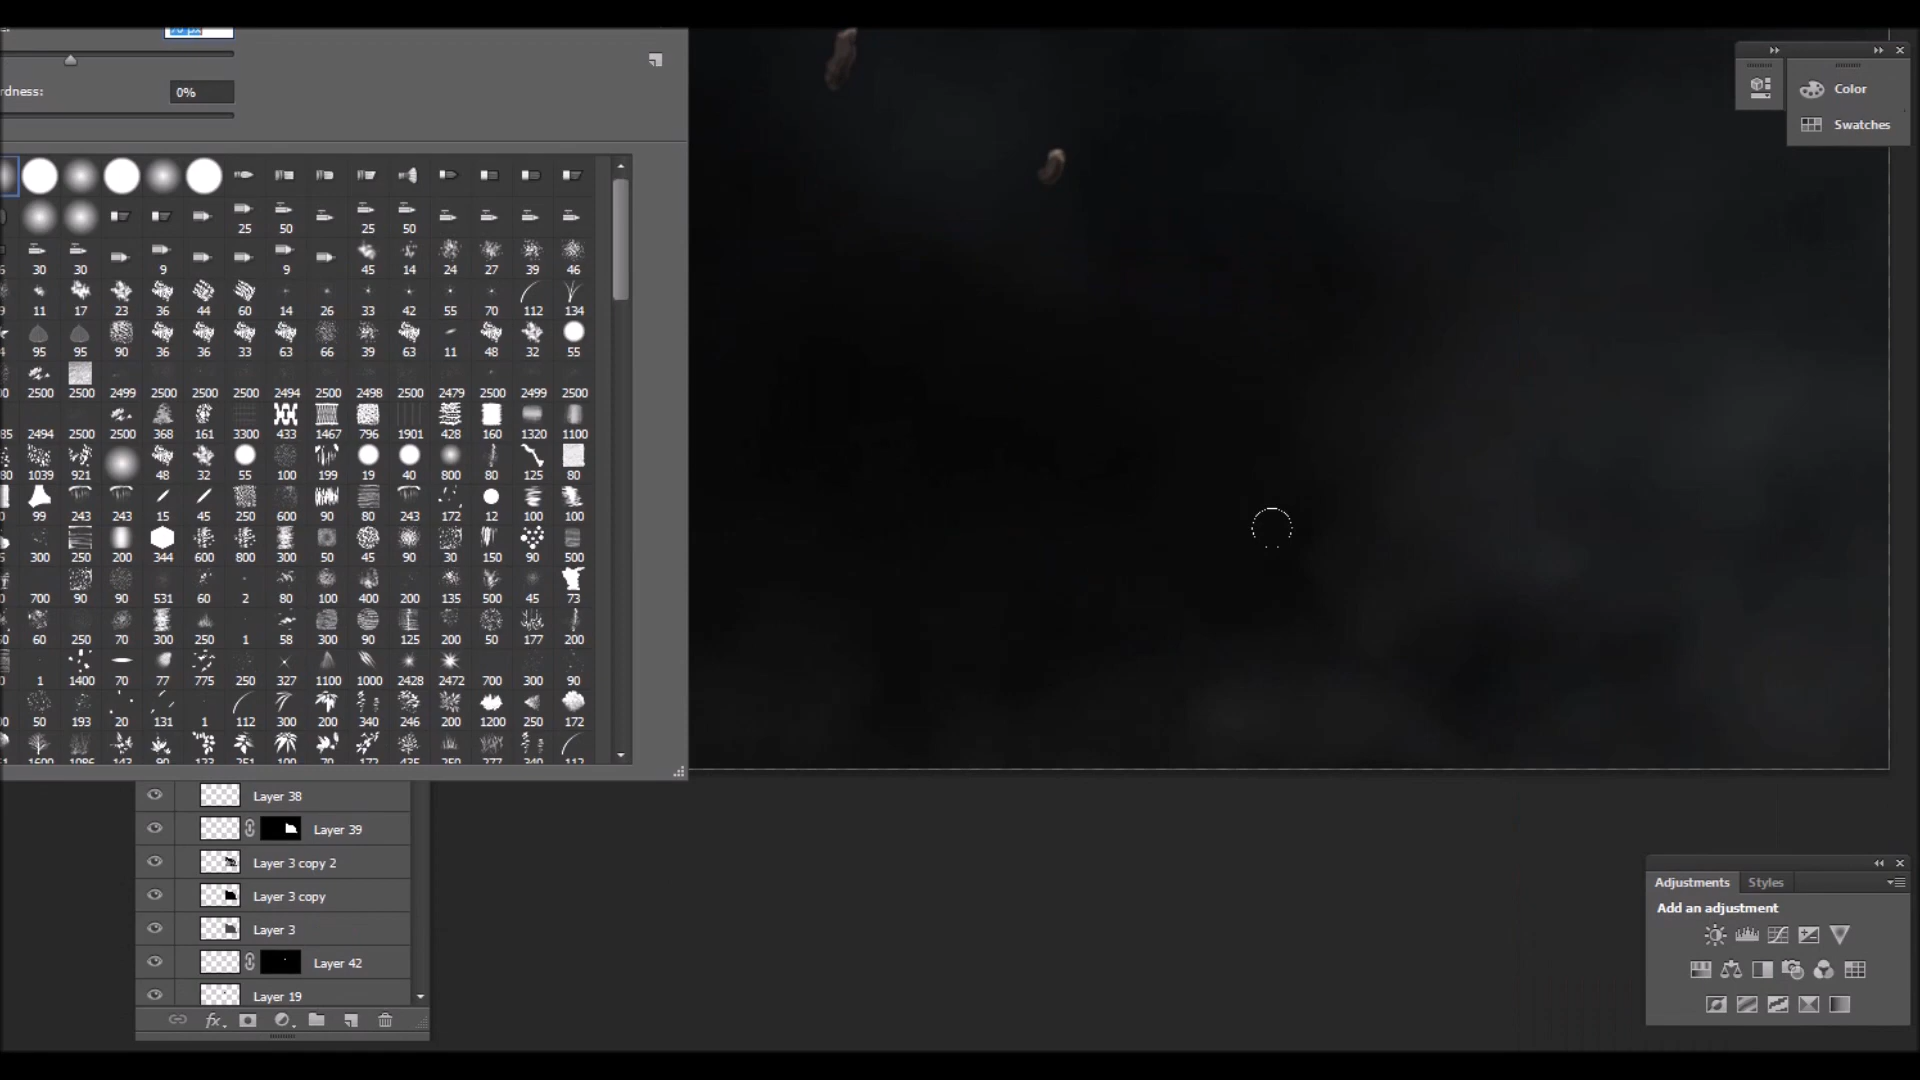 rdness: 0%
Color
Swatches
25 50 25 50
30 30 9 9 45 14 24 27 39 46
11 17 23 36 44 60 14 26 33 42 55 70 112 134
95 95 90 36 36 33 63 66 39 63 11 48 32 55
2500 2500 2499 2500 2500 2500 2494 2500 2498 2500 2479 2500 2499 2500
85 2494 2500 2500 368 161 3300 433 1467 796 1901 428 160 1320 1100
80 1039 921 48 32 55 100 199 19 40 800 80 125 80
99 243 243 15 45 250 600 90 80 243 172 12 100 100
300 250 200 344 600 800 300 50 45 90 30 150 90 500
700 90 90 531 60 2 80 100 400 200 135 500 45 73
60 250 70 300 250 1 58 300 90 125 200 50 177 200
1 1400 70 77 775 250 327 1100 1000 2428 2472 700 300 90
50 193 20 131 1 112 300 200 340 246 200 1200 250 172
Layer 38
Layer 39
Layer 3 copy 2
Layer 3 copy
Layer 3
Layer 42
Layer 19
fx
Adjustments Styles
Add an adjustment